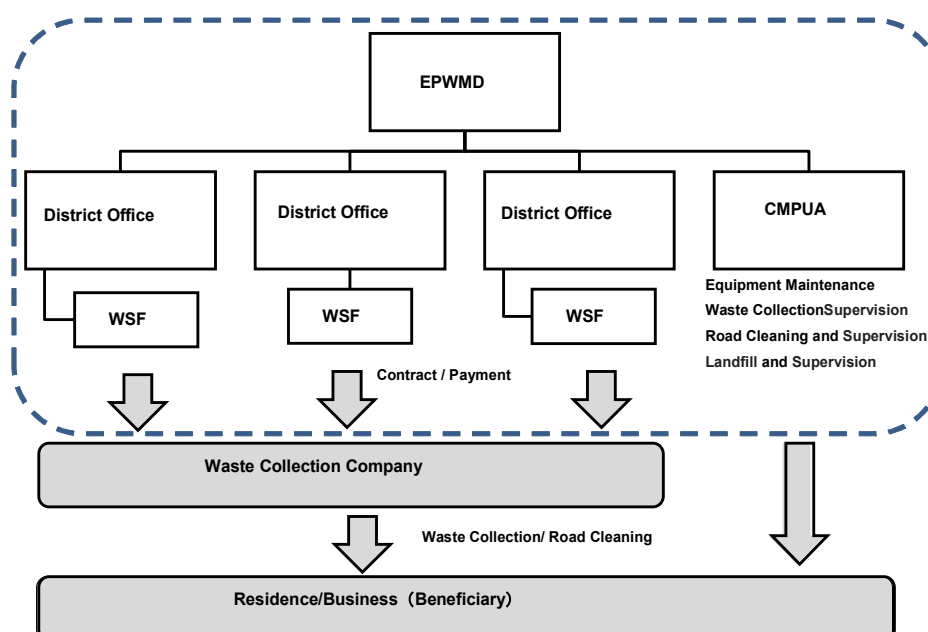 EPWMD
District Office
District Office
District Office
CMPUA
WSF
WSF
WSF
Equipment Maintenance
Waste CollectionSupervision
Road Cleaning and Supervision
Landfill and Supervision
Contract / Payment
Waste Collection Company
Waste Collection/ Road Cleaning
Residence/Business（Beneficiary）